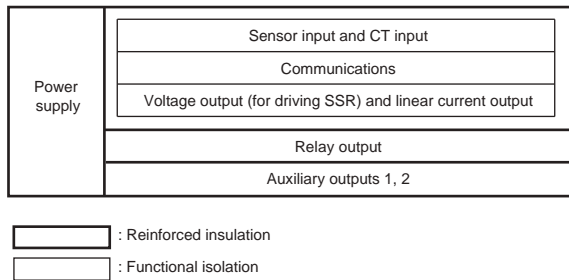 Sensor input and CT input
Communications
Power
supply
Voltage output (for driving SSR) and linear current output
Relay output
Auxiliary outputs 1, 2
: Reinforced insulation
: Functional isolation